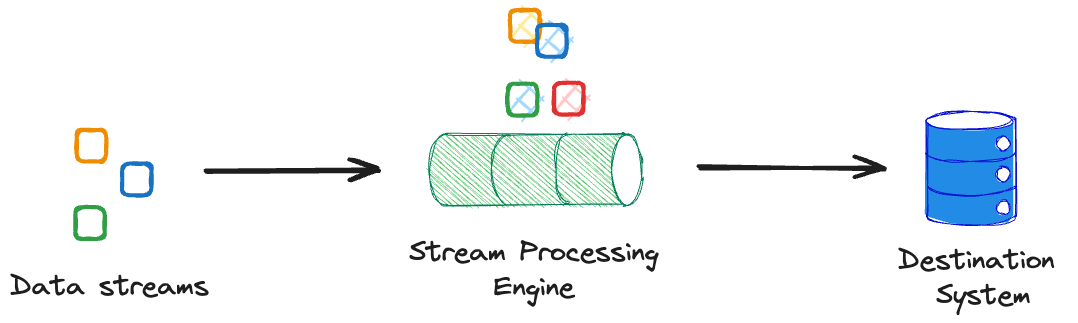 Data streams
Stream Processing
Engine
Destination
System